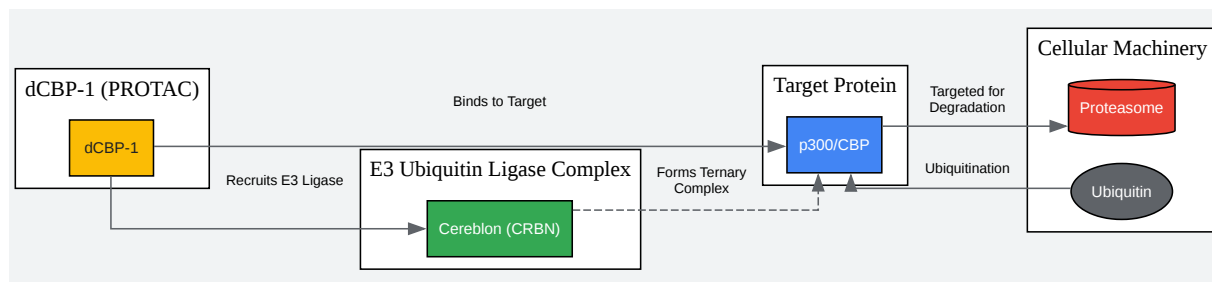 dCBP-1 (PROTAC)
dCBP-1
Binds to Target
Recruits E3 Ligase
E3 Ubiquitin Ligase Complex
Cereblon (CRBN)
Forms Ternary
Complex
Target Protein
p300/CBP
Targeted for
Degradation
Ubiquitination
Cellular Machinery
Proteasome
Ubiquitin